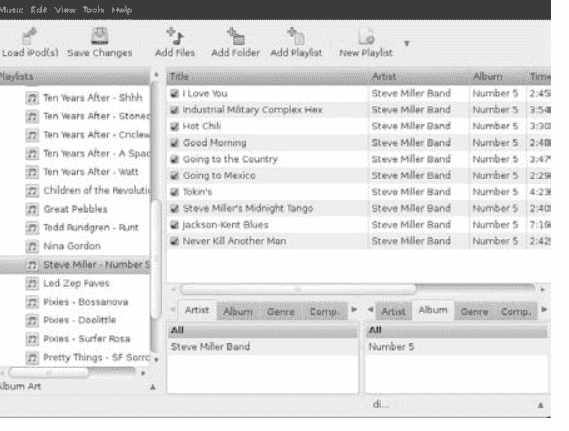 Music Edit View Tools Help
Load iPod(s) Save Changes Add Files Add Folder Add Playlist New Playlist
Playlists
Ten Years After - Shhh
Ten Years After - Stoned
Ten Years After - Cricklew
Ten Years After - A Spac
Ten Years After - Watt
Children of the Revoluti
Great Pebbles
Todd Rundgren - Runt
Nina Gordon
Steve Miller - Number 5
Led Zep Faves
Pixies - Bossanova
Pixies - Doolittle
Pixies - Surfer Rosa
Pretty Things - SF Sorro
Album Art
Title Artist Album Time
I Love You Steve Miller Band Number 5 2:45
Industrial Military Complex Hex Steve Miller Band Number 5 3:54
Hot Chili Steve Miller Band Number 5 3:30
Good Morning Steve Miller Band Number 5 2:48
Going to the Country Steve Miller Band Number 5 3:47
Going to Mexico Steve Miller Band Number 5 2:29
Tokin's Steve Miller Band Number 5 4:23
Steve Miller's Midnight Tango Steve Miller Band Number 5 2:40
Jackson-Kent Blues Steve Miller Band Number 5 7:19
Never Kill Another Man Steve Miller Band Number 5 2:42
Artist Album Genre Comp. Artist Album Genre Comp.
All All
Steve Miller Band Number 5
di...